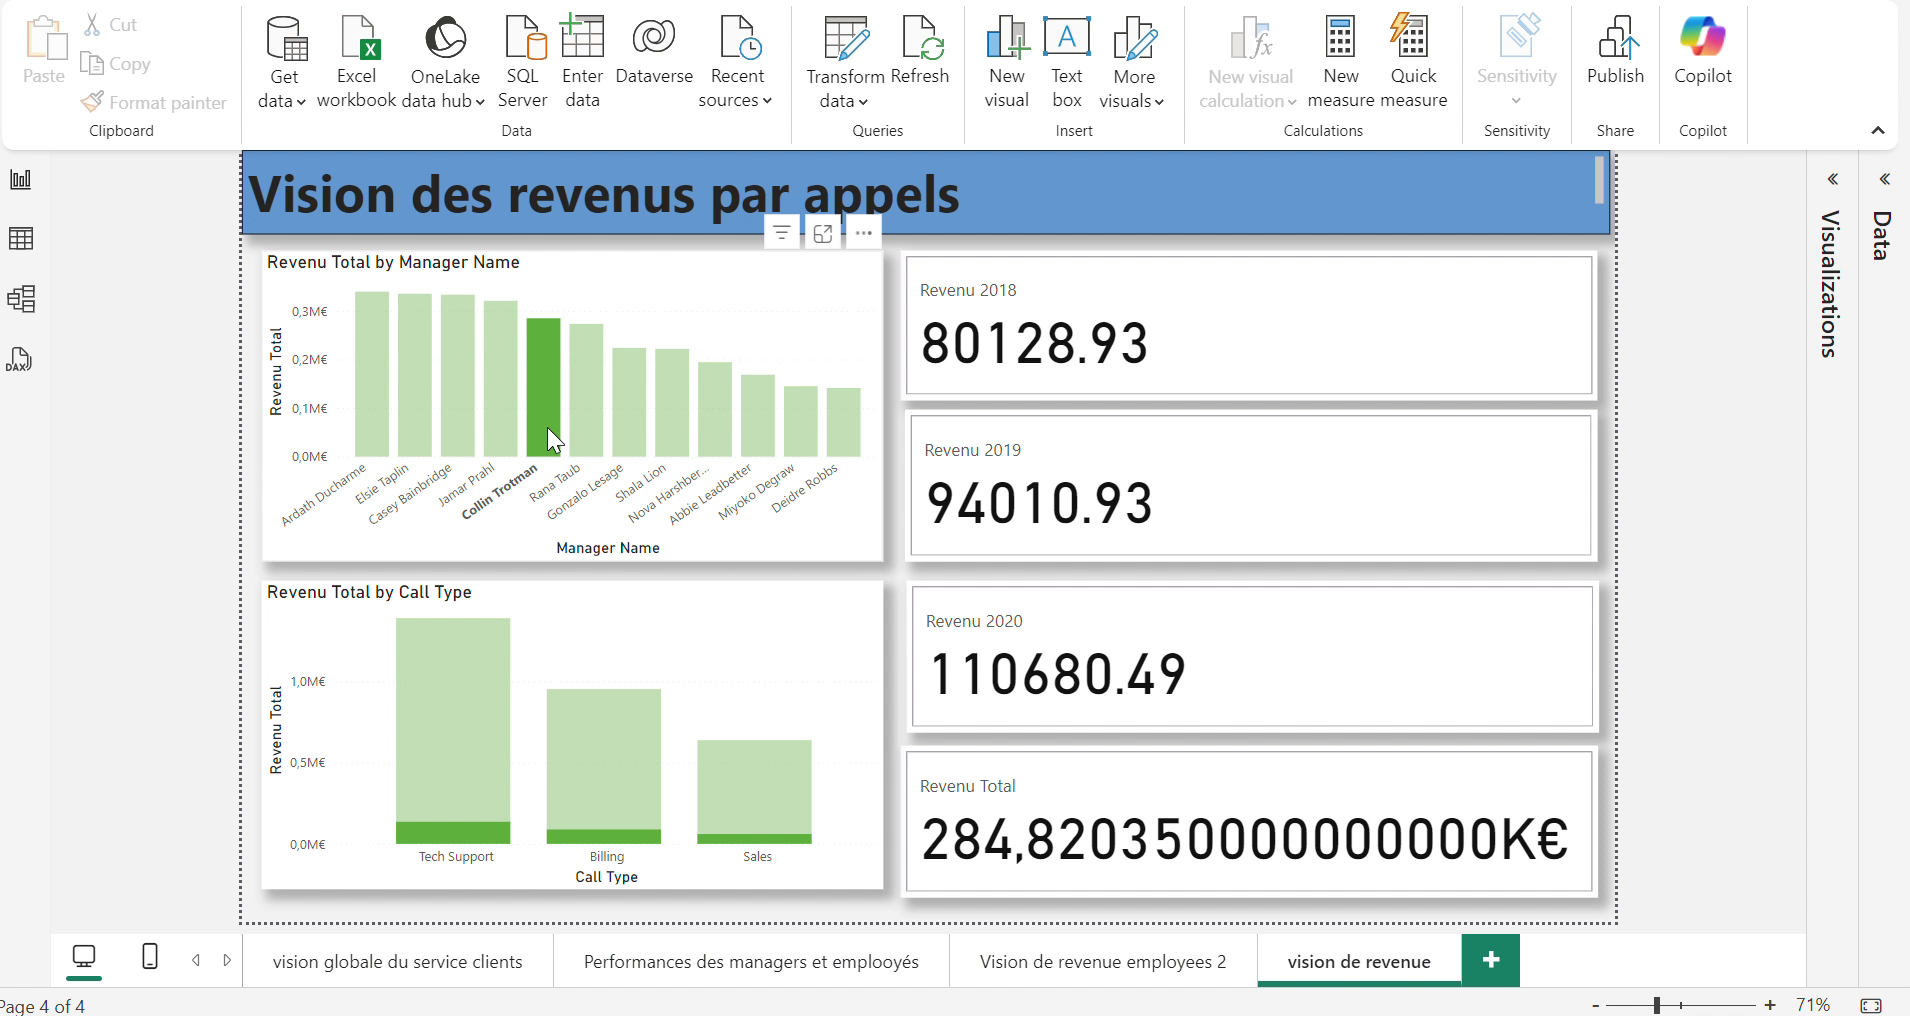 Paste
Cut
Copy
Format painter
Clipboard
Get data
Excel workbook
OneLake data hub
SQL Server
Enter data
Dataverse
Recent sources
Data
Transform data
Refresh
Queries
New visual
Text box
More visuals
Insert
New visual calculation
New measure
Quick measure
Calculations
Sensitivity
Sensitivity
Publish
Share
Copilot
Copilot
DAX
Vision des revenus par appels
Revenu Total by Manager Name
Revenu Total
0,3M€
0,2M€
0,1M€
0,0M€
Ardath Ducharme
Elsie Taplin
Casey Bainbridge
Jamar Prahl
Collin Trotman
Rana Taub
Gonzalo Lesage
Shala Lion
Nova Harshber...
Abbie Leadbetter
Miyoko Degraw
Deidre Robbs
Manager Name
Revenu 2018
80128.93
Revenu 2019
94010.93
Revenu Total by Call Type
Revenu Total
1,0M€
0,5M€
0,0M€
Tech Support
Billing
Sales
Call Type
Revenu 2020
110680.49
Revenu Total
284,820350000000000K€
Visualizations
Data
vision globale du service clients
Performances des managers et emplooyés
Vision de revenue employees 2
vision de revenue
Page 4 of 4
71%